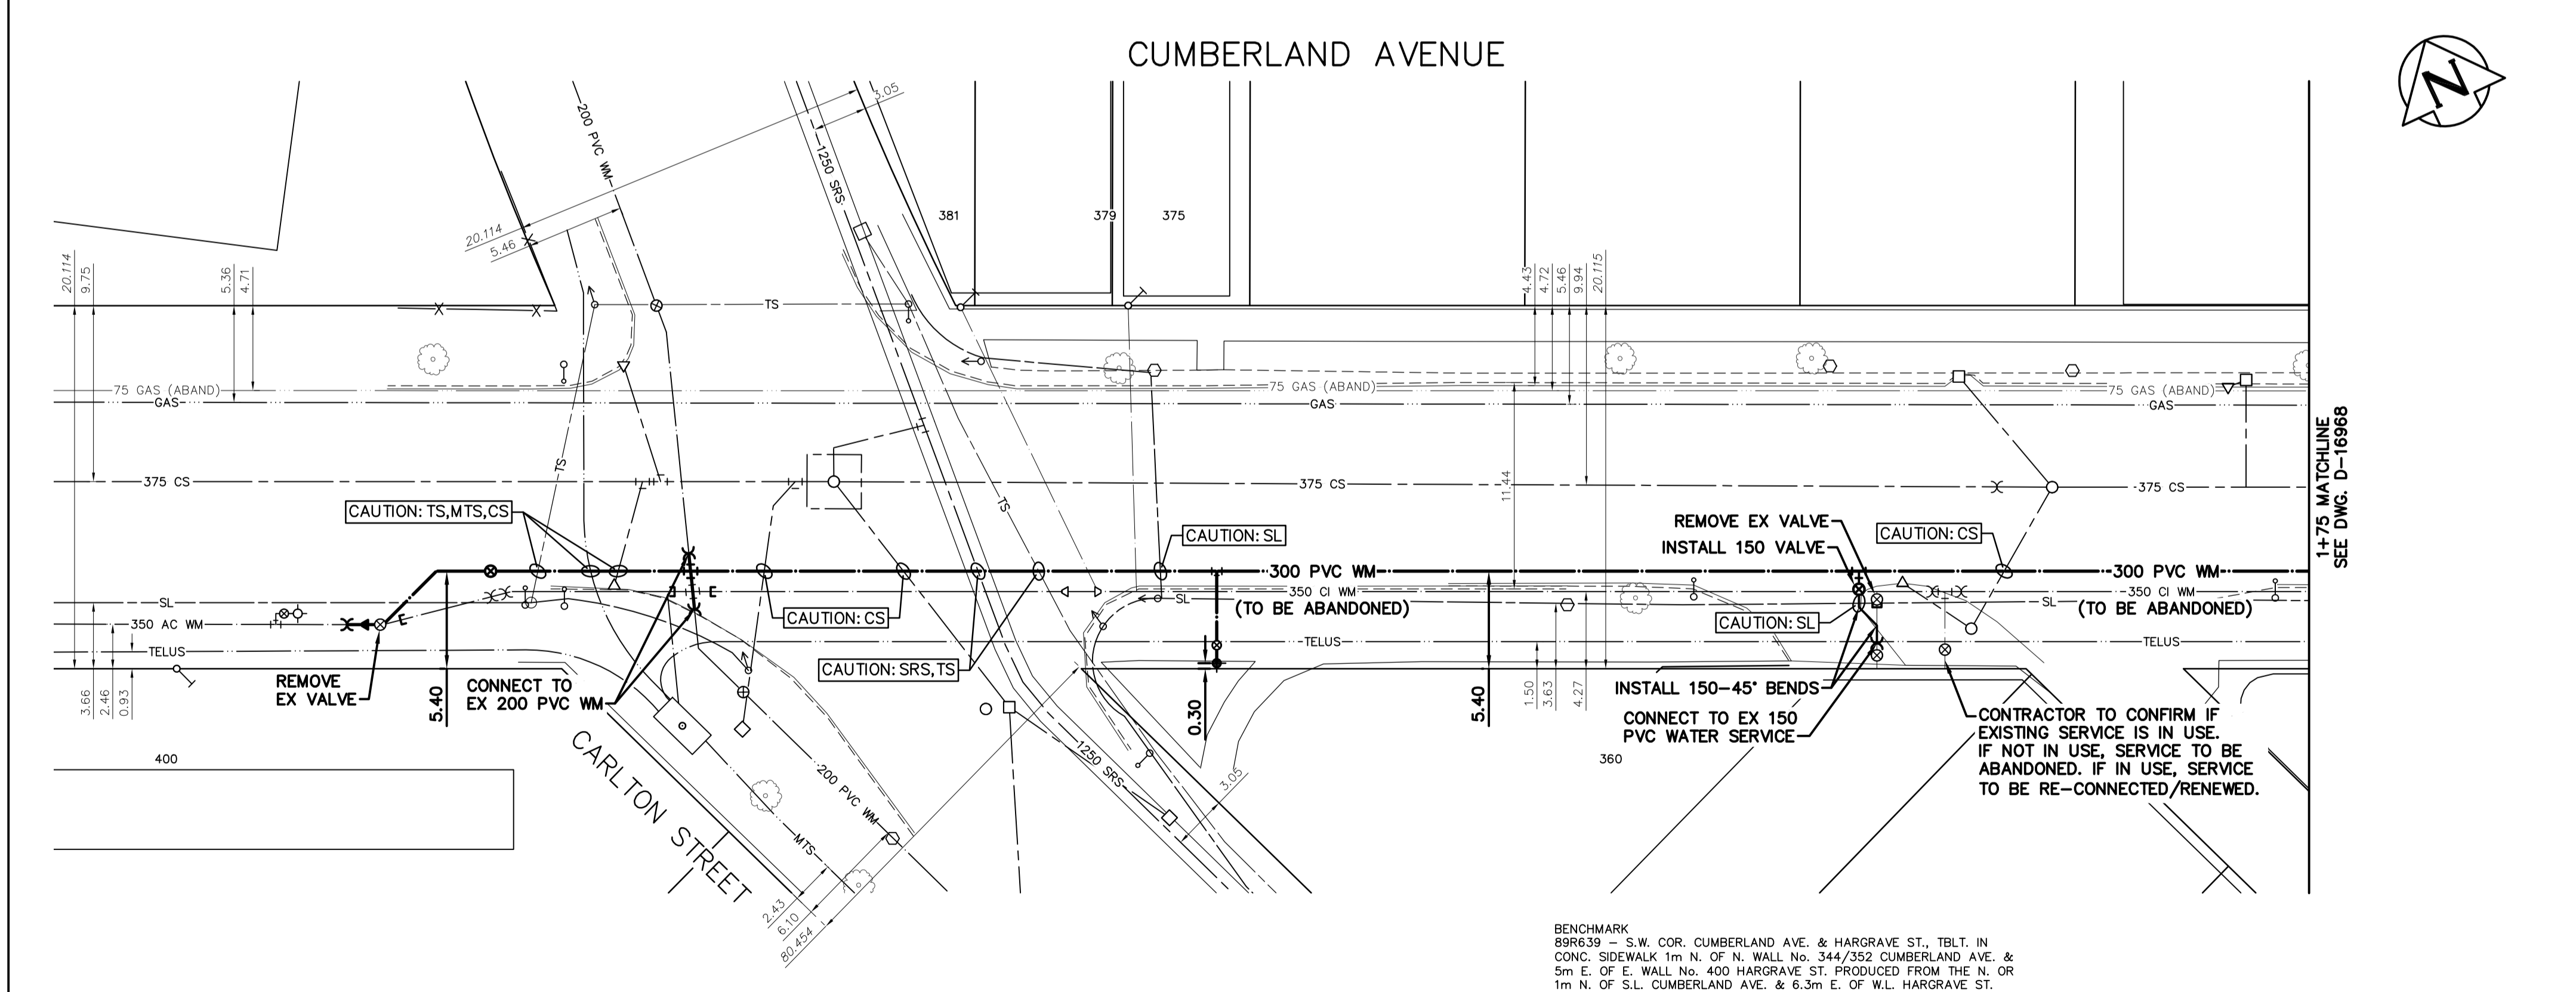 CUMBERLAND AVENUE
N
200 PVC WM
3.05
1250 SRS
381
379
375
20.114
5.46
20.114
9.75
5.36
4.71
4.43
4.72
5.46
9.94
20.115
TS
75 GAS (ABAND)
GAS
75 GAS (ABAND)
GAS
75 GAS (ABAND)
GAS
1+75 MATCHLINE
SEE DWG. D-16968
TS
375 CS
375 CS
375 CS
11.44
TS
CAUTION: TS,MTS,CS
CAUTION: SL
REMOVE EX VALVE
INSTALL 150 VALVE
CAUTION: CS
300 PVC WM
300 PVC WM
350 CI WM
(TO BE ABANDONED)
350 CI WM
(TO BE ABANDONED)
SL
SL
SL
350 AC WM
TELUS
TELUS
TELUS
CAUTION: CS
CAUTION: SL
CAUTION: SRS,TS
REMOVE
EX VALVE
CONNECT TO
EX 200 PVC WM
3.66
2.46
0.93
5.40
0.30
5.40
1.50
3.63
4.27
INSTALL 150-45° BENDS
CONNECT TO EX 150
PVC WATER SERVICE
CONTRACTOR TO CONFIRM IF
EXISTING SERVICE IS IN USE.
IF NOT IN USE, SERVICE TO BE
ABANDONED. IF IN USE, SERVICE
TO BE RE-CONNECTED/RENEWED.
400
360
CARLTON STREET
200 PVC WM
1250 SRS
3.05
MTS
2.43
6.10
80.454
BENCHMARK
89R639 - S.W. COR. CUMBERLAND AVE. & HARGRAVE ST., TBLT. IN
CONC. SIDEWALK 1m N. OF N. WALL No. 344/352 CUMBERLAND AVE. &
5m E. OF E. WALL No. 400 HARGRAVE ST. PRODUCED FROM THE N. OR
1m N. OF S.L. CUMBERLAND AVE. & 6.3m E. OF W.L. HARGRAVE ST.